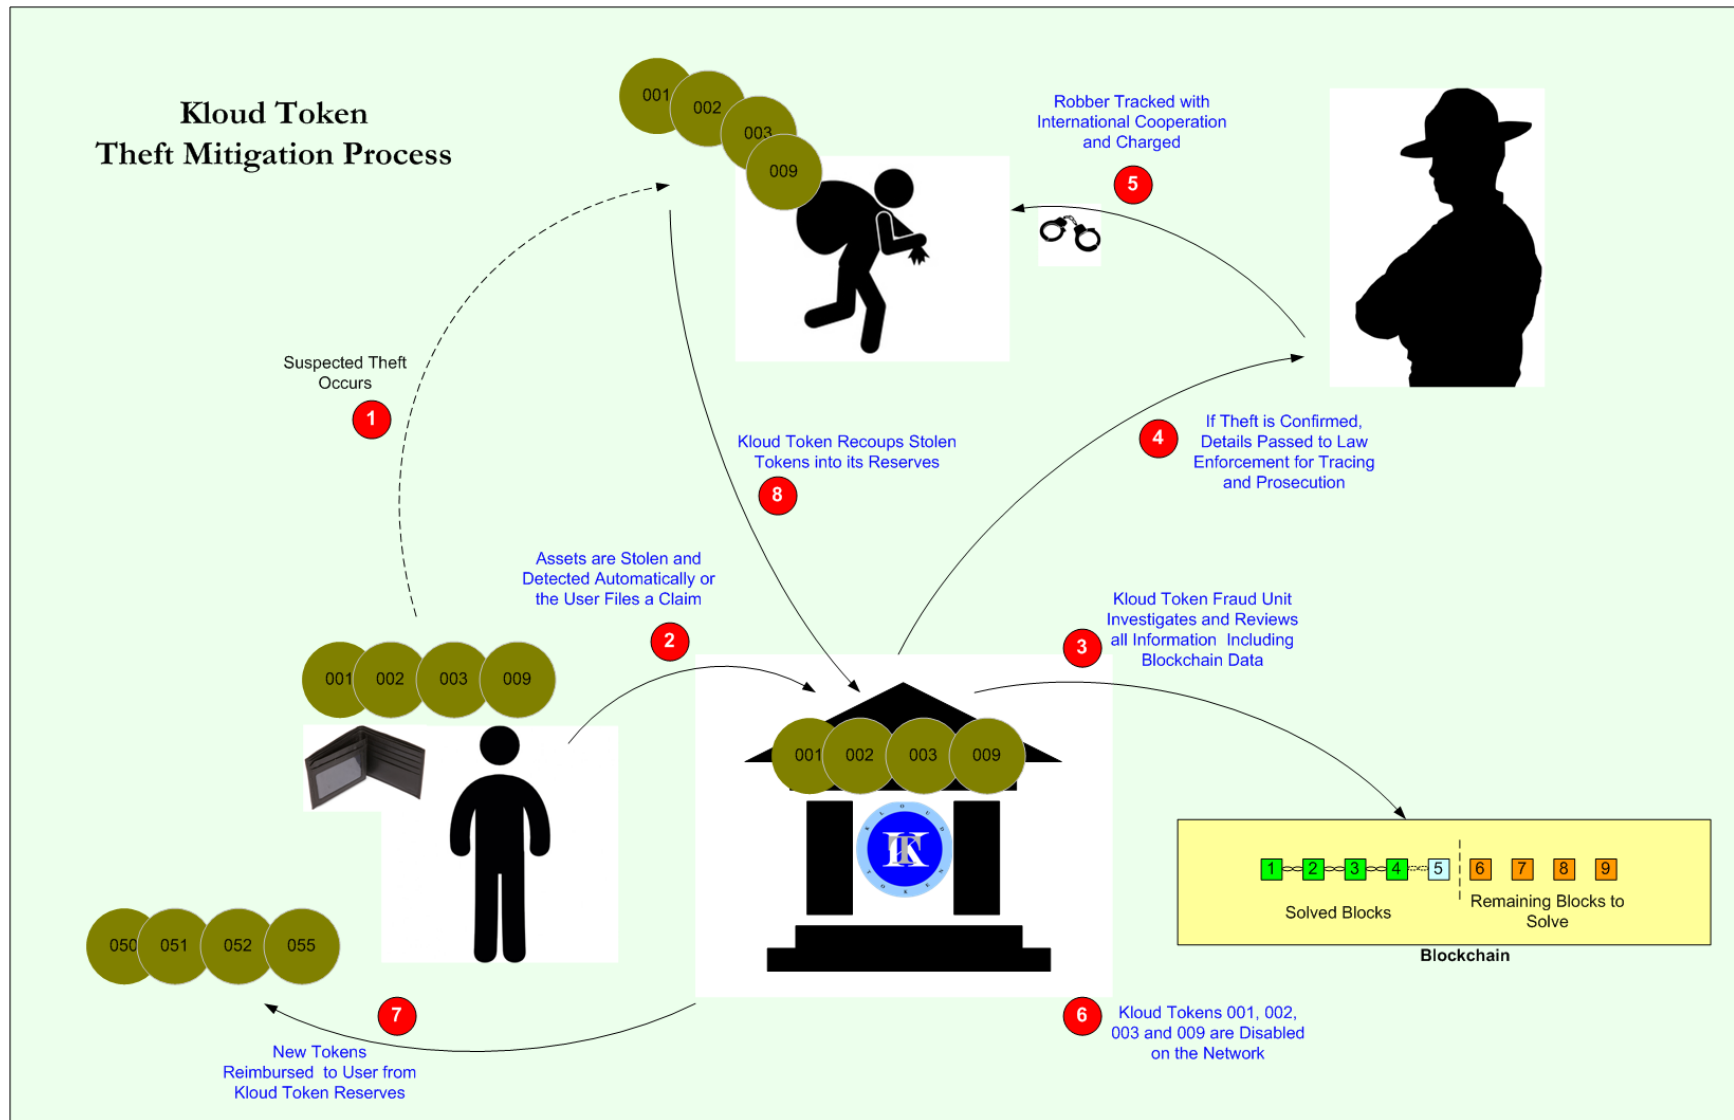 Kloud Token
Theft Mitigation Process
001
002
003
009
Robber Tracked with
International Cooperation
and Charged
5
Suspected Theft
Occurs
1
Kloud Token Recoups Stolen
Tokens into its Reserves
8
4
If Theft is Confirmed,
Details Passed to Law
Enforcement for Tracing
and Prosecution
Assets are Stolen and
Detected Automatically or
the User Files a Claim
2
3
Kloud Token Fraud Unit
Investigates and Reviews
all Information Including
Blockchain Data
001
002
003
009
001
002
003
009
KLOUD
KT
TOKEN
1
2
3
4
5
6
7
8
9
Solved Blocks
Remaining Blocks to
Solve
Blockchain
050
051
052
055
7
New Tokens
Reimbursed to User from
Kloud Token Reserves
6
Kloud Tokens 001, 002,
003 and 009 are Disabled
on the Network